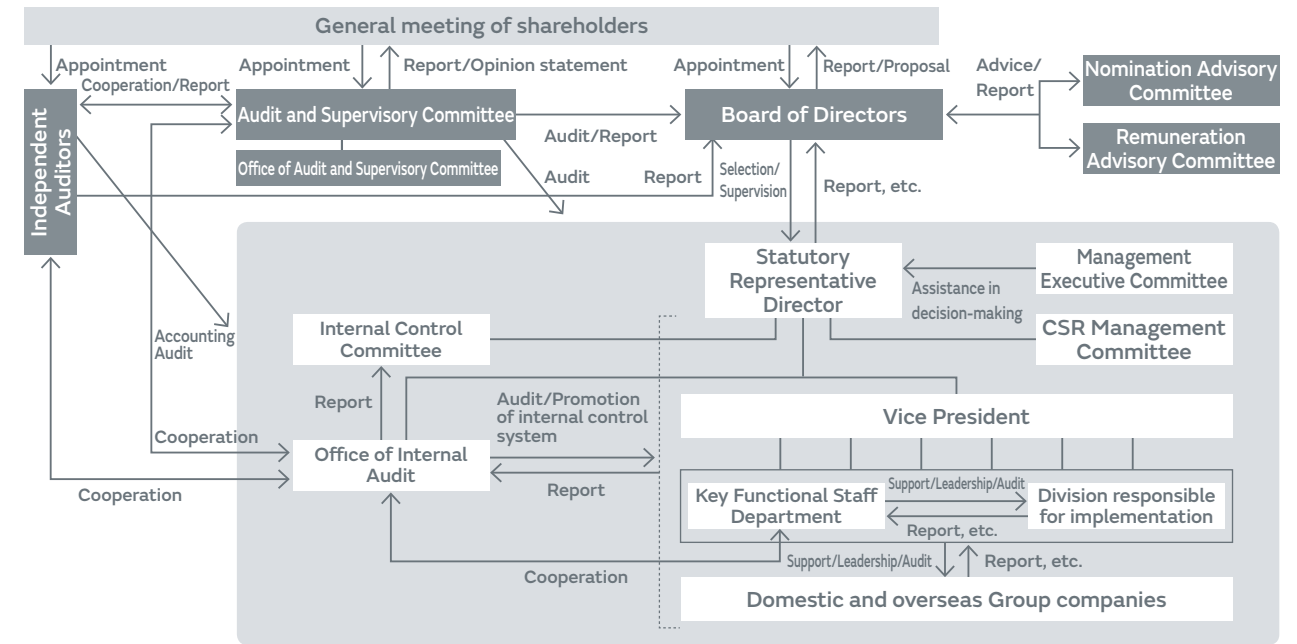 General meeting of shareholders
Appointment
Appointment
Report/Opinion statement
Appointment
Report/Proposal
Advice/
Report
Nomination Advisory
Committee
Cooperation/Report
Independent
Auditors
Audit and Supervisory Committee
Board of Directors
Audit/Report
Remuneration
Advisory Committee
Office of Audit and Supervisory Committee
Audit
Report
Selection/
Supervision
Report, etc.
Statutory
Representative
Director
Management
Executive Committee
Assistance in
decision-making
Accounting
Audit
Internal Control
Committee
CSR Management
Committee
Report
Audit/Promotion
of internal control
system
Vice President
Cooperation
Office of Internal
Audit
Cooperation
Report
Key Functional Staff
Department
Support/Leadership/Audit
Division responsible
for implementation
Report, etc.
Cooperation
Support/Leadership/Audit
Report, etc.
Domestic and overseas Group companies